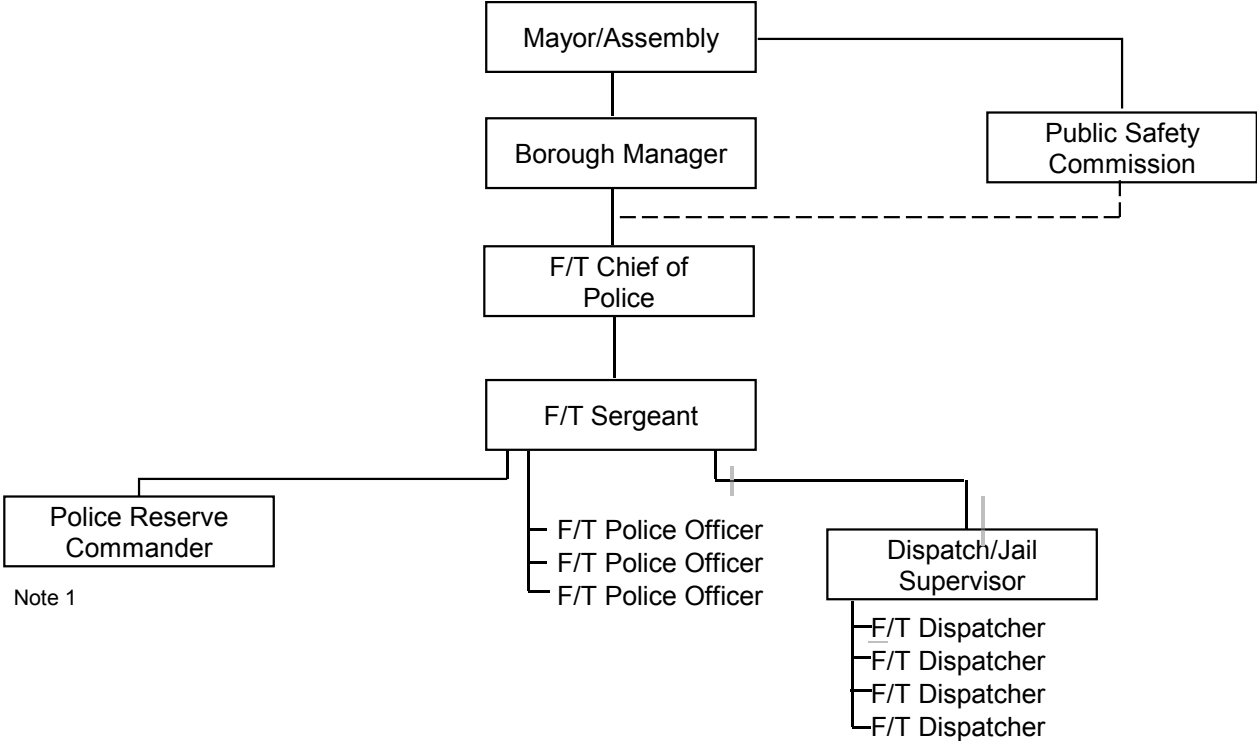 Mayor/Assembly
Borough Manager
Public Safety
Commission
F/T Chief of
Police
F/T Sergeant
Police Reserve
Commander
Note 1
F/T Police Officer
F/T Police Officer
F/T Police Officer
Dispatch/Jail
Supervisor
F/T Dispatcher
F/T Dispatcher
F/T Dispatcher
F/T Dispatcher